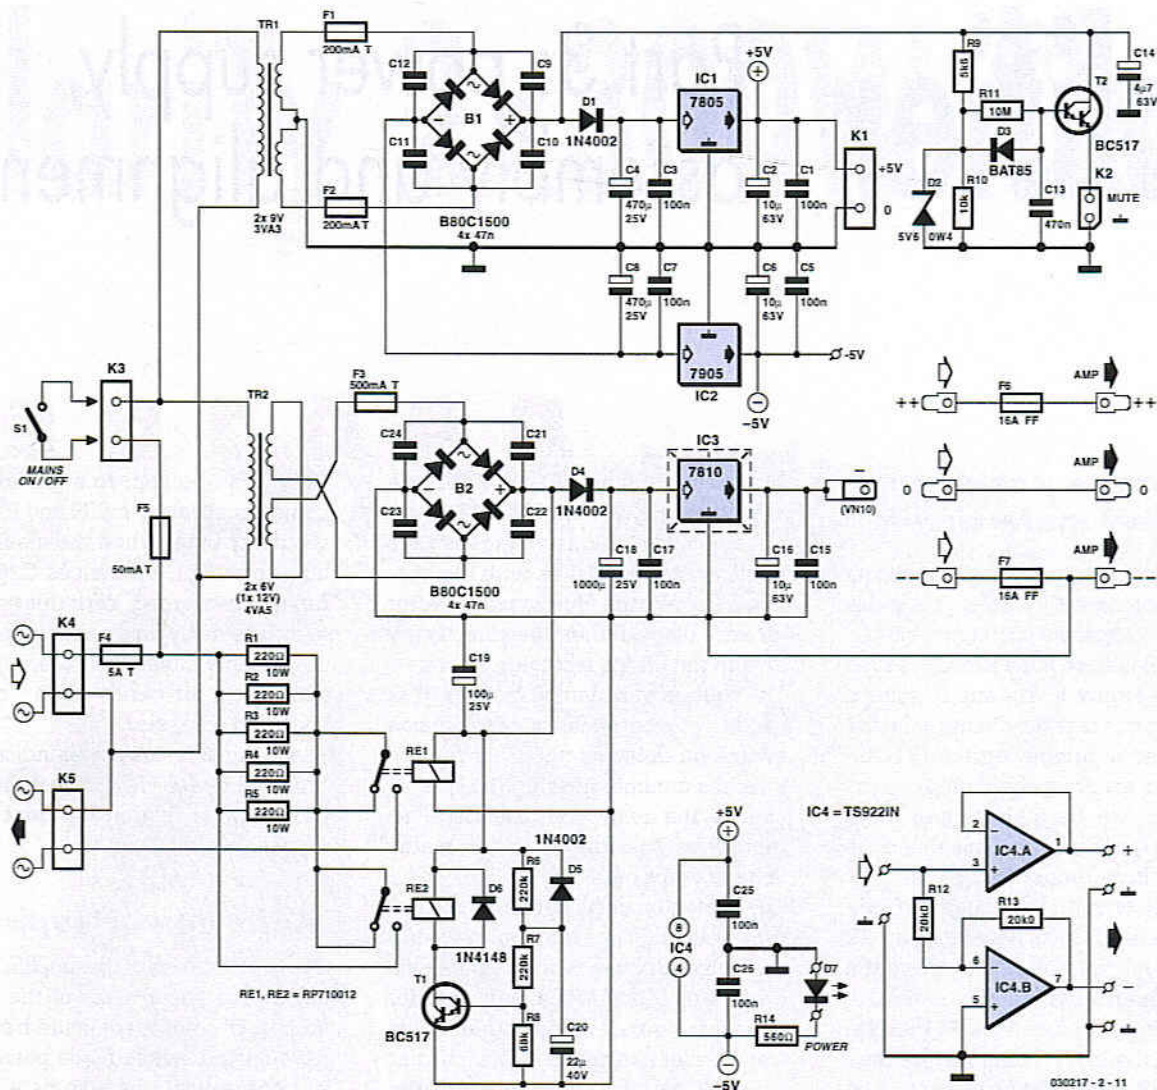 TR1
F1
200mA T
C12
C9
B1
C11
C10
F2
200mA T
2x 9V
3VA3
B80C1500
4x 47n
D1
1N4002
IC1
7805
+5V
C4
470µ
25V
C3
100n
C2
10µ
63V
C1
100n
K1
+5V
0
C8
470µ
25V
C7
100n
C6
10µ
63V
C5
100n
7905
IC2
-5V
-5V
R9
5k6
R11
10M
D3
BAT85
T2
BC517
C14
4µ7
63V
D2
5V6
0W4
R10
10k
C13
470n
K2
MUTE
K3
S1
MAINS
ON / OFF
F5
50mA T
TR2
2x 6V
(1x 12V)
4VA5
F3
500mA T
C24
C21
B2
C23
C22
B80C1500
4x 47n
D4
1N4002
IC3
7810
C18
1000µ
25V
C17
100n
C16
10µ
63V
C15
100n
–
(VN10)
AMP
++
F6
16A FF
++
AMP
0
0
AMP
--
F7
16A FF
--
K4
F4
5A T
K5
R1
220Ω
10W
R2
220Ω
10W
R3
220Ω
10W
R4
220Ω
10W
R5
220Ω
10W
C19
100µ
25V
RE1
RE2
RE1, RE2 = RP710012
1N4002
R6
220k
D5
D6
1N4148
R7
220k
R8
68k
T1
BC517
C20
22µ
40V
+5V
C25
100n
IC4
8
4
C26
100n
D7
R14
560Ω
POWER
-5V
IC4 = TS922IN
2
3
1
IC4.A
+
R12
20k0
R13
20k0
6
5
7
IC4.B
–
030217 - 2 - 11